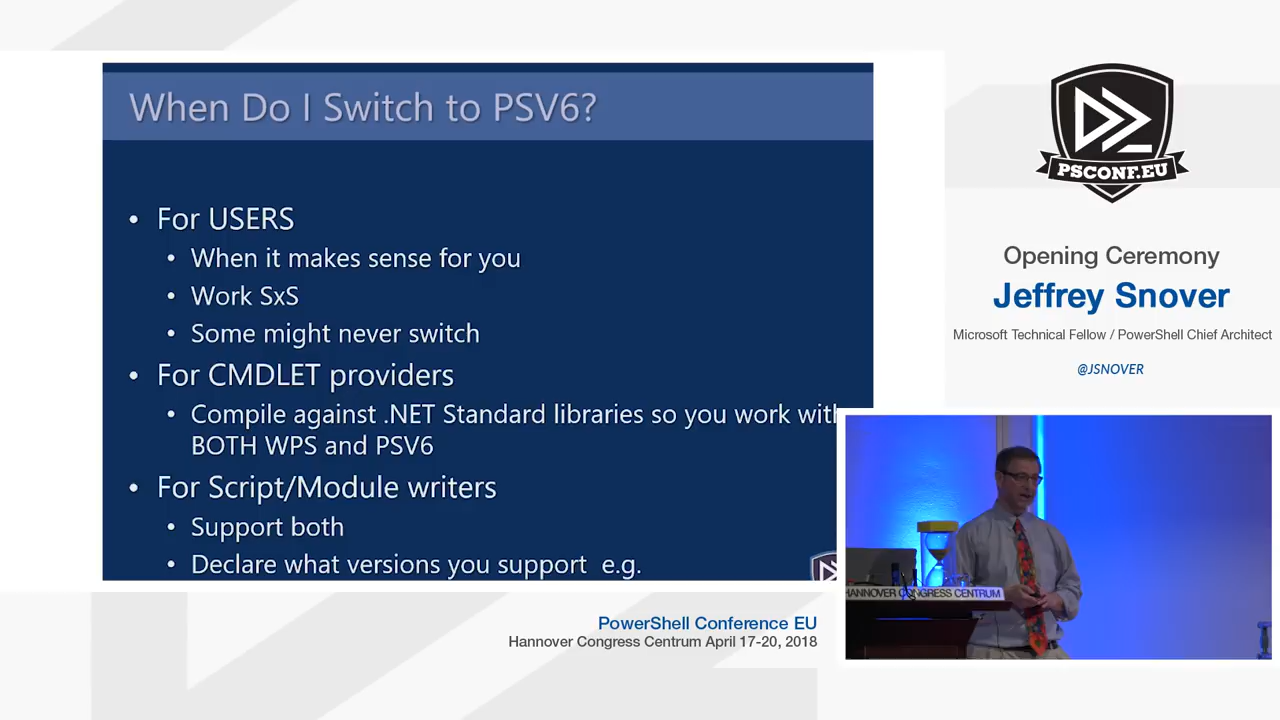 When Do I Switch to PSV6?
• For USERS
• When it makes sense for you
• Work SxS
• Some might never switch
• For CMDLET providers
• Compile against .NET Standard libraries so you work with
BOTH WPS and PSV6
• For Script/Module writers
• Support both
• Declare what versions you support e.g.
PSCONF.EU
Opening Ceremony
Jeffrey Snover
Microsoft Technical Fellow / PowerShell Chief Architect
@JSNOVER
HANNOVER CONGRESS CENTRUM
PowerShell Conference EU
Hannover Congress Centrum April 17-20, 2018